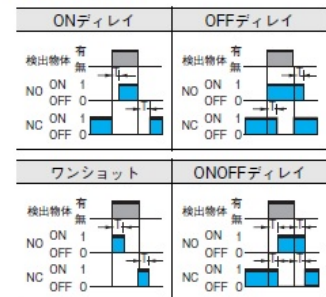 ONディレイ
検出物体 有
無
T
NO ON 1
OFF 0
T
NC ON 1
OFF 0
OFFディレイ
検出物体 有
無
T
NO ON 1
OFF 0
T
NC ON 1
OFF 0
ワンショット
検出物体 有
無
T
NO ON 1
OFF 0
T
NC ON 1
OFF 0
ONOFFディレイ
検出物体 有
無
T T
NO ON 1
OFF 0
T T
NC ON 1
OFF 0